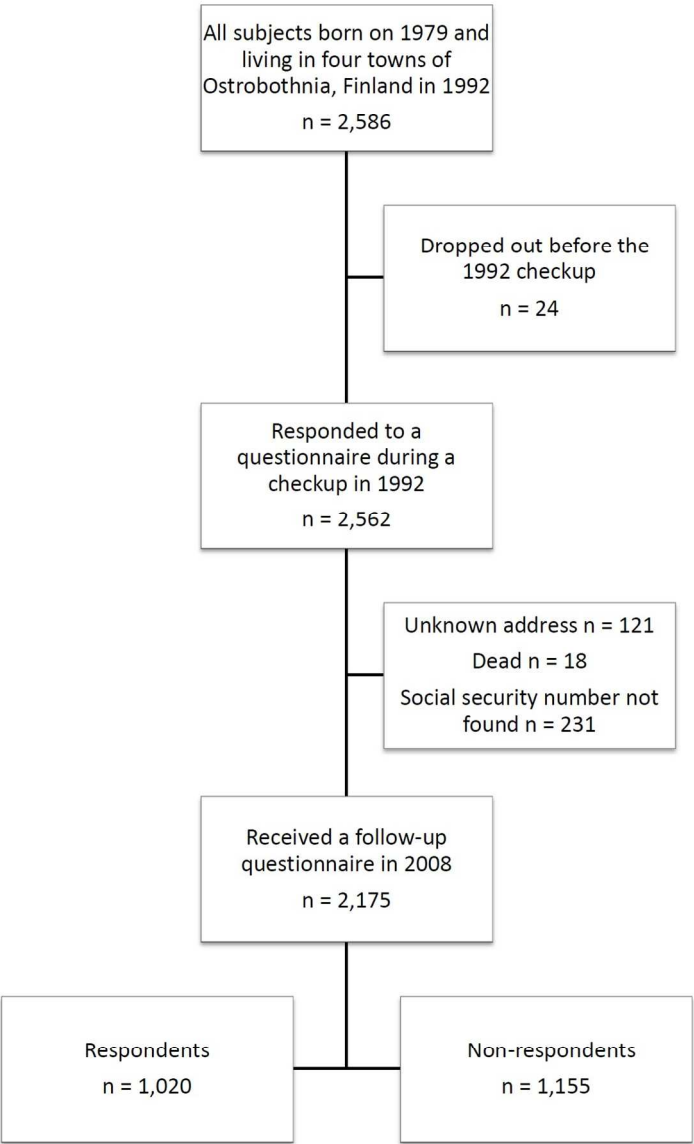 All subjects born on 1979 and
living in four towns of
Ostrobothnia, Finland in 1992
n = 2,586
Dropped out before the
1992 checkup
n = 24
Responded to a
questionnaire during a
checkup in 1992
n = 2,562
Unknown address n = 121
Dead n = 18
Social security number not
found n = 231
Received a follow-up
questionnaire in 2008
n = 2,175
Respondents
n = 1,020
Non-respondents
n = 1,155